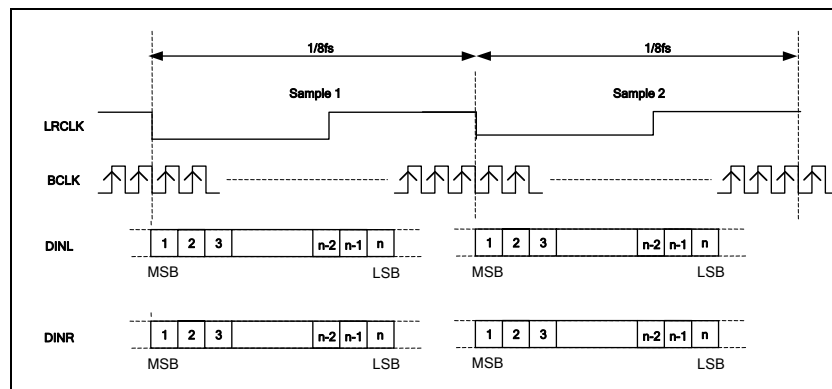 1/8fs 1/8fs
Sample 1 Sample 2
LRCLK
BCLK
DINL 1 2 3 n-2 n-1 n 1 2 3 n-2 n-1 n
MSB LSB MSB LSB
DINR 1 2 3 n-2 n-1 n 1 2 3 n-2 n-1 n
MSB LSB MSB LSB